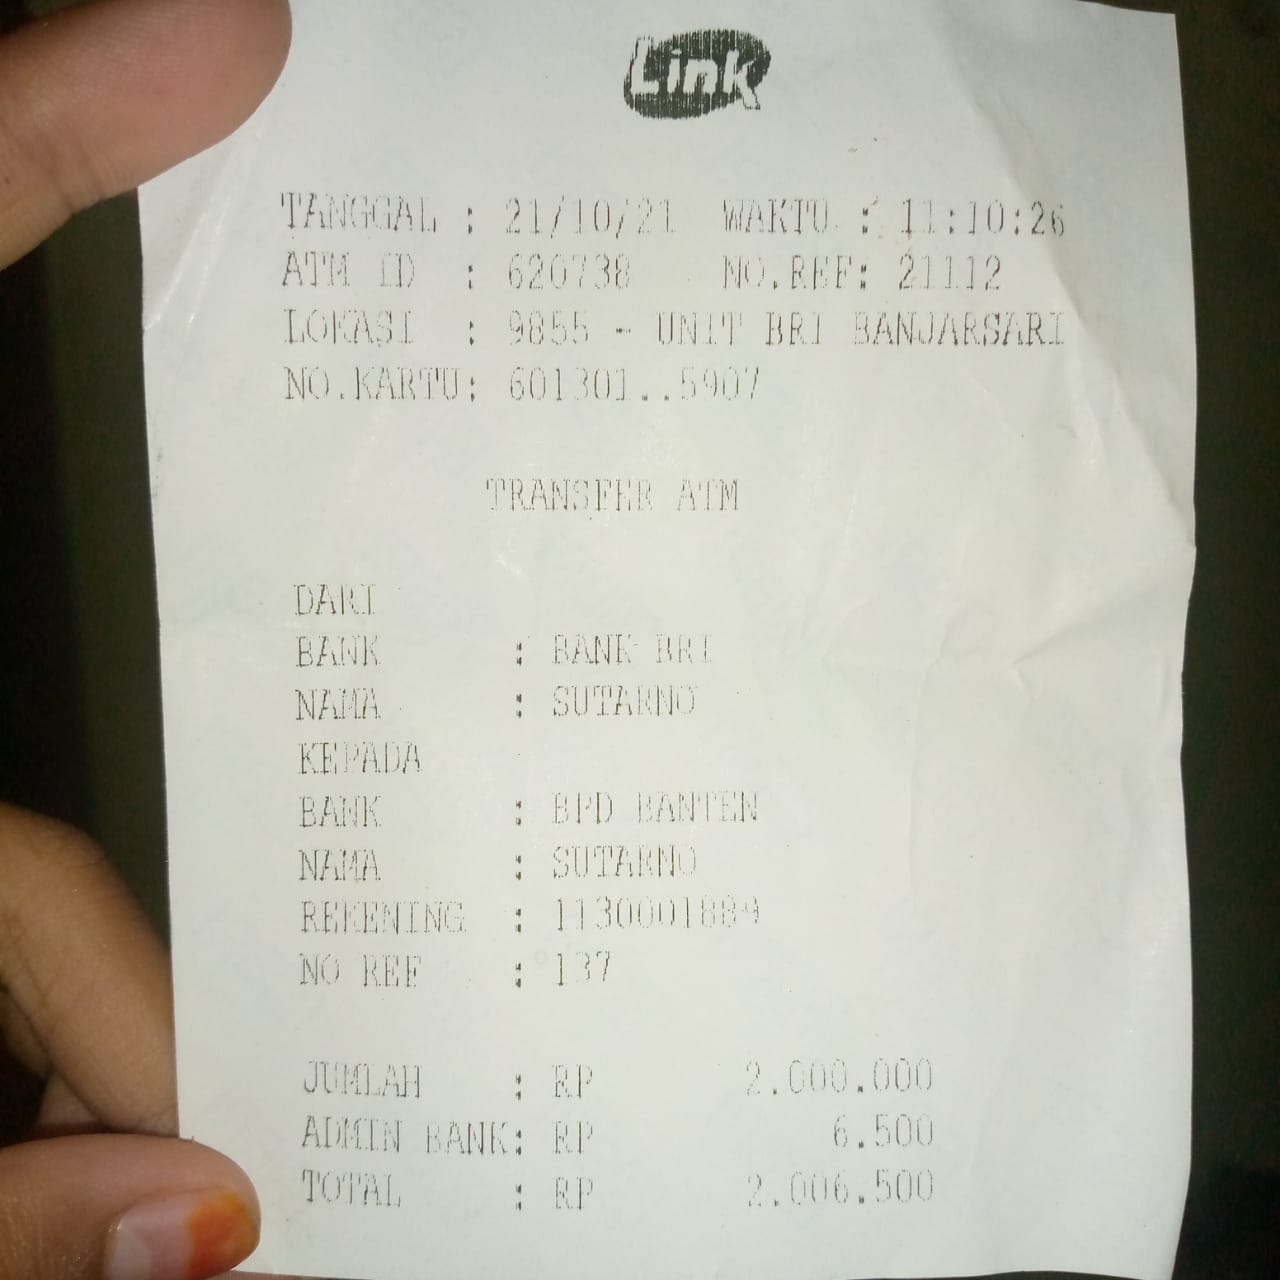 Link
TANGGAL : 21/10/21 WAKTU : 11:10:26
ATM ID : 620738 NO.REF: 21112
LOKASI : 9855 - UNIT BRI BANJARSARI
NO.KARTU: 601301..5907
TRANSFER ATM
DARI
BANK : BANK BRI
NAMA : SUTARNO
KEPADA
BANK : BPD BANTEN
NAMA : SUTARNO
REKENING : 1130001889
NO REF : 137
JUMLAH : RP 2.000.000
ADMIN BANK: RP 6.500
TOTAL : RP 2.006.500